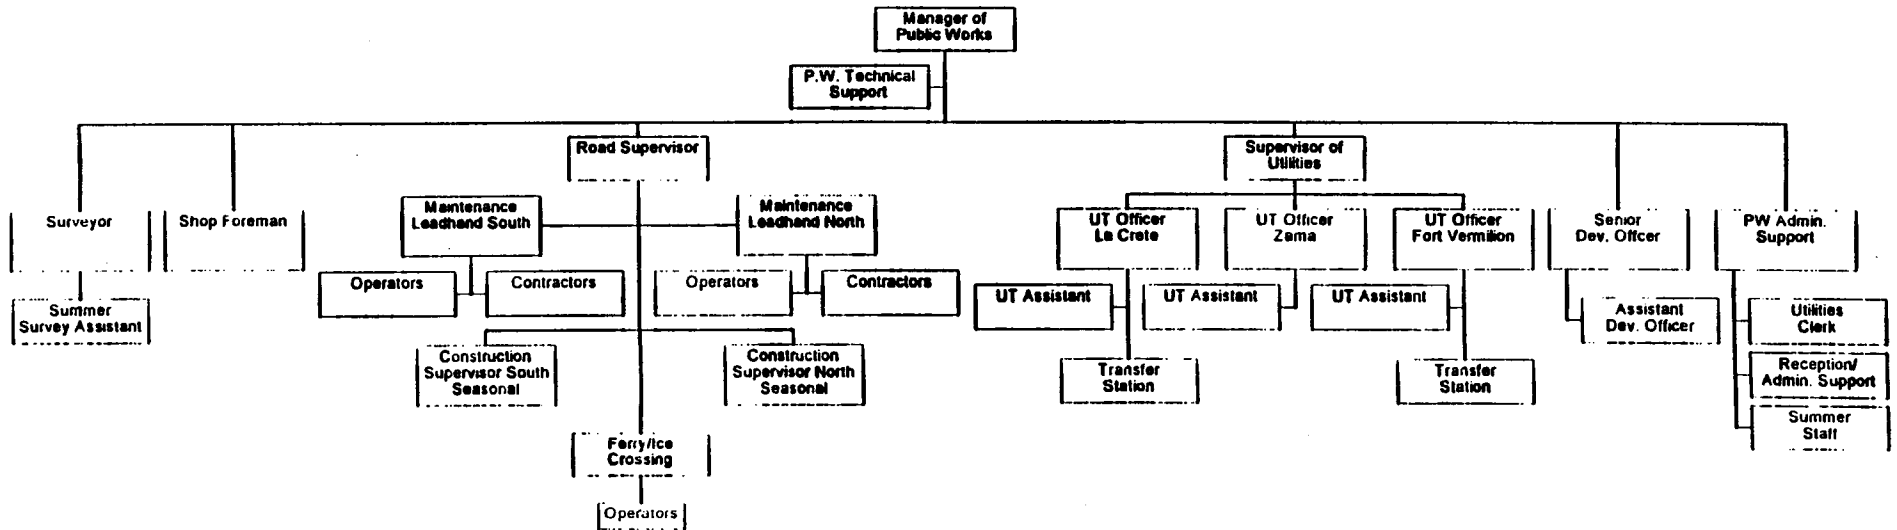 Manager of
Public Works
P.W. Technical
Support
Road Supervisor
Supervisor of
Utilities
Surveyor
Shop Foreman
Maintenance
Leadhand South
Maintenance
Leadhand North
UT Officer
La Crete
UT Officer
Zama
UT Officer
Fort Vermilion
Senior
Dev. Offcer
PW Admin.
Support
Operators
Contractors
Operators
Contractors
UT Assistant
UT Assistant
UT Assistant
Summer
Survey Assistant
Assistant
Dev. Officer
Utilities
Clerk
Construction
Supervisor South
Seasonal
Construction
Supervisor North
Seasonal
Transfer
Station
Transfer
Station
Reception/
Admin. Support
Summer
Staff
Ferry/Ice
Crossing
Operators